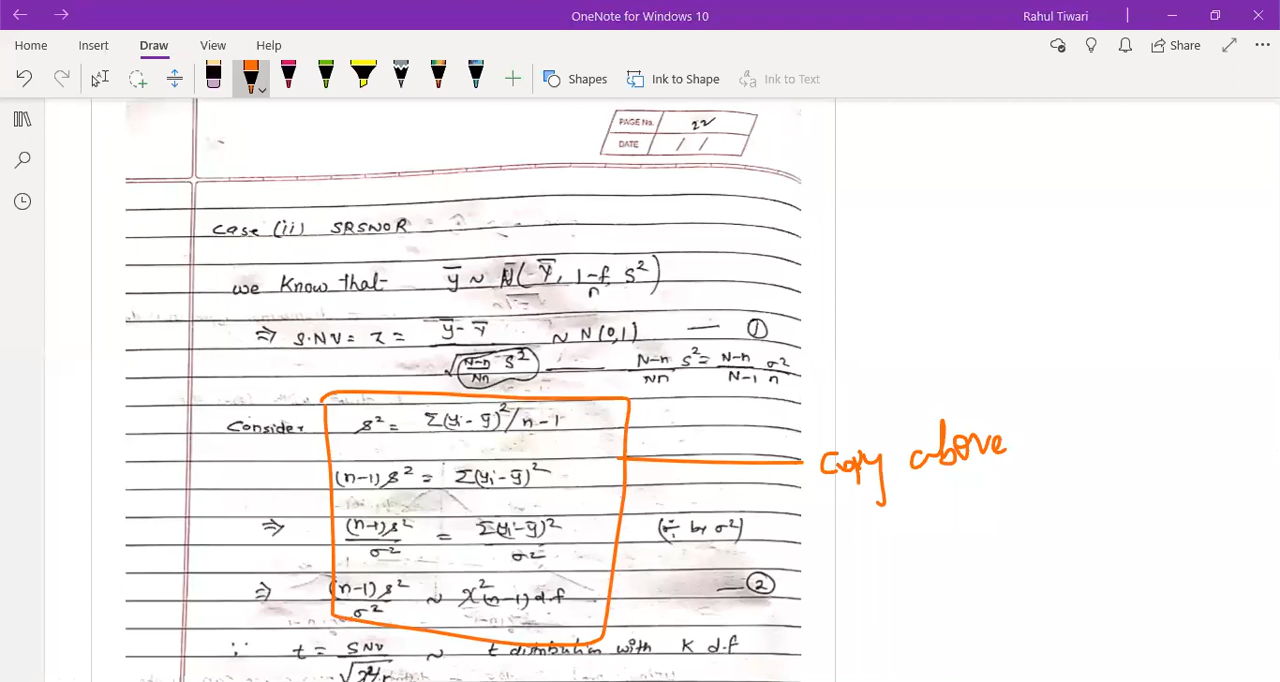 OneNote for Windows 10
Rahul Tiwari
Home Insert Draw View Help
Share
Shapes Ink to Shape Ink to Text
PAGE No. 22
DATE / /
Case (ii) SRSWOR
we know that ȳ ~ N(Ȳ, 1-f/n S²)
⇒ S.NV = Z = ȳ - Ȳ / √(N-n/Nn S²) ~ N(0,1) — ①
N-n/Nn S² = N-n/N-1 σ²/n
Consider s² = Σ(yi - ȳ)²/n-1
(n-1)s² = Σ(yi-ȳ)²
copy above
⇒ (n-1)s²/σ² = Σ(yi-ȳ)²/σ² (÷ by σ²)
⇒ (n-1)s²/σ² ~ χ²(n-1)d.f — ②
∵ t = SNV/√χ²/n ~ t distribution with K d.f